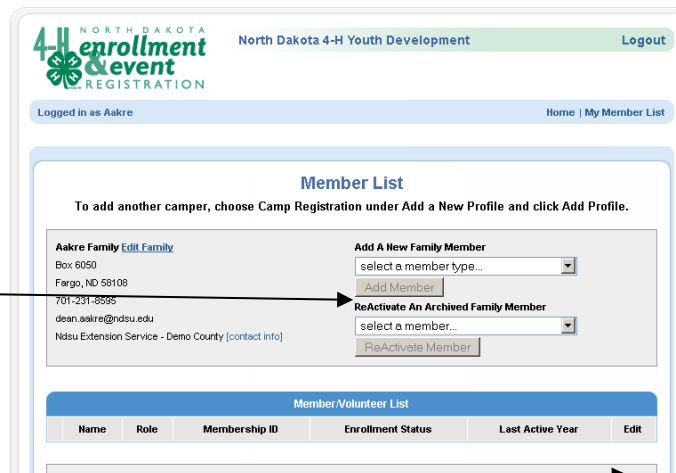 NORTH DAKOTA
4-H enrollment
& event
REGISTRATION
North Dakota 4-H Youth Development
Logout
Logged in as Aakre
Home | My Member List
Member List
To add another camper, choose Camp Registration under Add a New Profile and click Add Profile.
Aakre Family Edit Family
Box 6050
Fargo, ND 58108
701-231-8595
dean.aakre@ndsu.edu
Ndsu Extension Service - Demo County [contact info]
Add A New Family Member
select a member type...
Add Member
ReActivate An Archived Family Member
select a member...
ReActivate Member
Member/Volunteer List
Name Role Membership ID Enrollment Status Last Active Year Edit